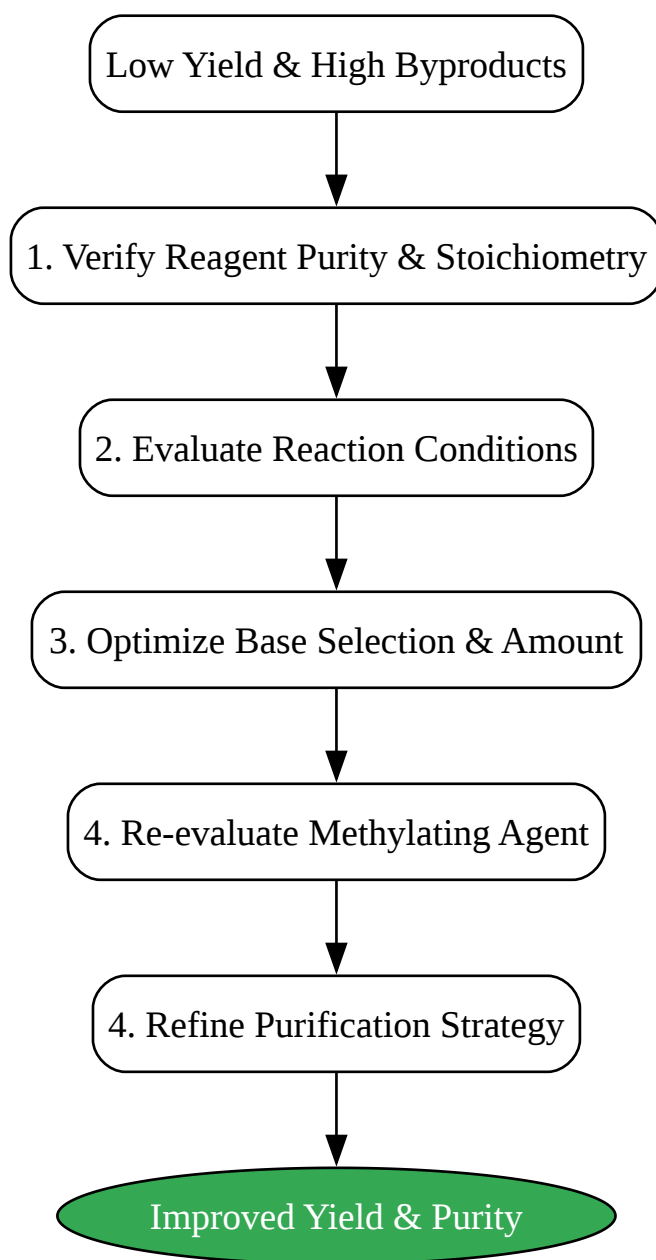 Low Yield & High Byproducts
1. Verify Reagent Purity & Stoichiometry
2. Evaluate Reaction Conditions
3. Optimize Base Selection & Amount
4. Re-evaluate Methylating Agent
4. Refine Purification Strategy
Improved Yield & Purity